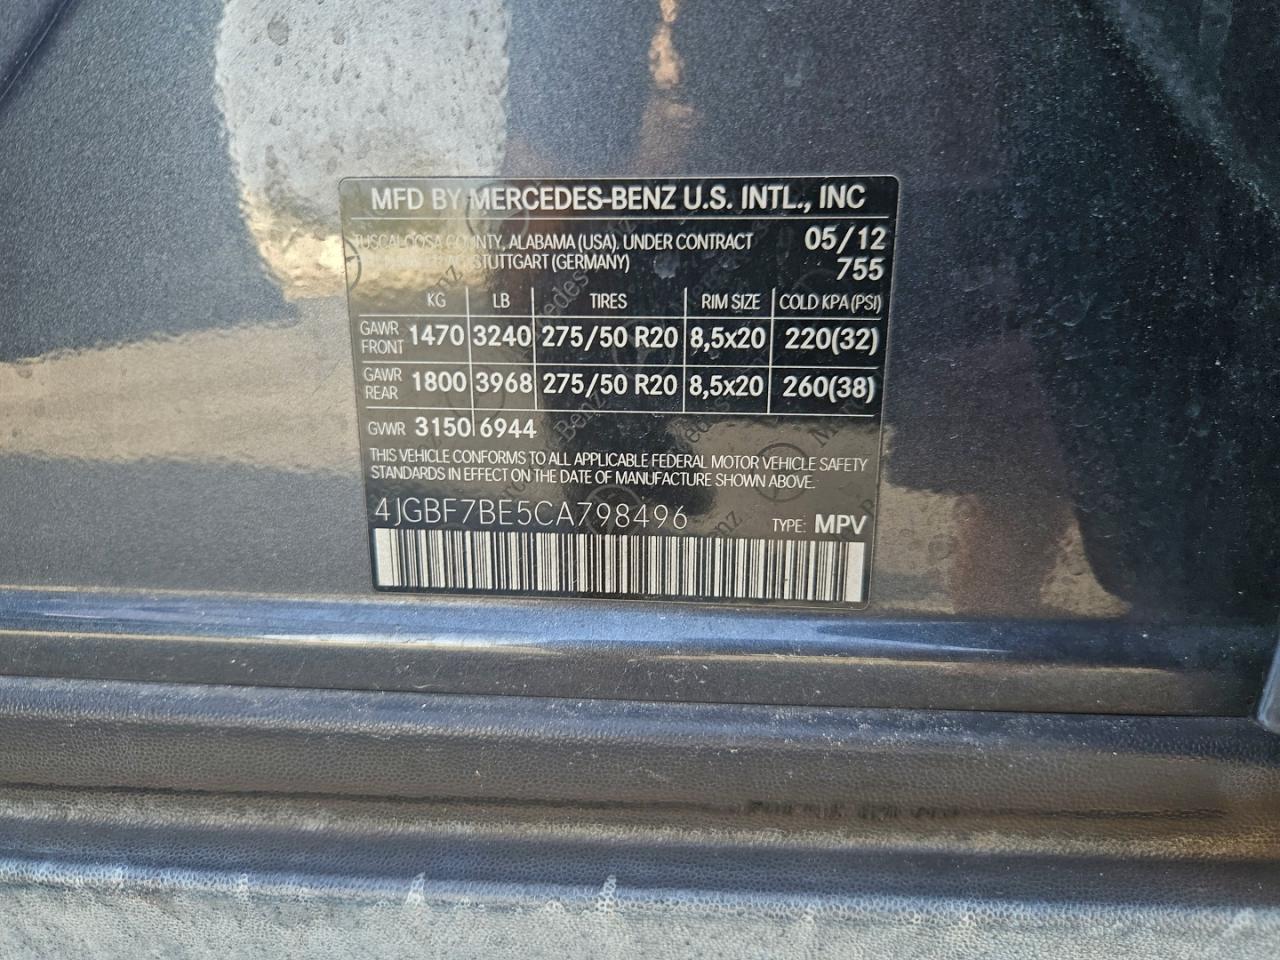 MFD BY MERCEDES-BENZ U.S. INTL., INC
TUSCALOOSA COUNTY, ALABAMA (USA). UNDER CONTRACT 05/12
STUTTGART (GERMANY) 755
KG LB TIRES RIM SIZE COLD KPA (PSI)
GAWR FRONT 1470 3240 275/50 R20 8,5x20 220(32)
GAWR REAR 1800 3968 275/50 R20 8,5x20 260(38)
GVWR 3150 6944
THIS VEHICLE CONFORMS TO ALL APPLICABLE FEDERAL MOTOR VEHICLE SAFETY
STANDARDS IN EFFECT ON THE DATE OF MANUFACTURE SHOWN ABOVE.
4JGBF7BE5CA798496 TYPE: MPV